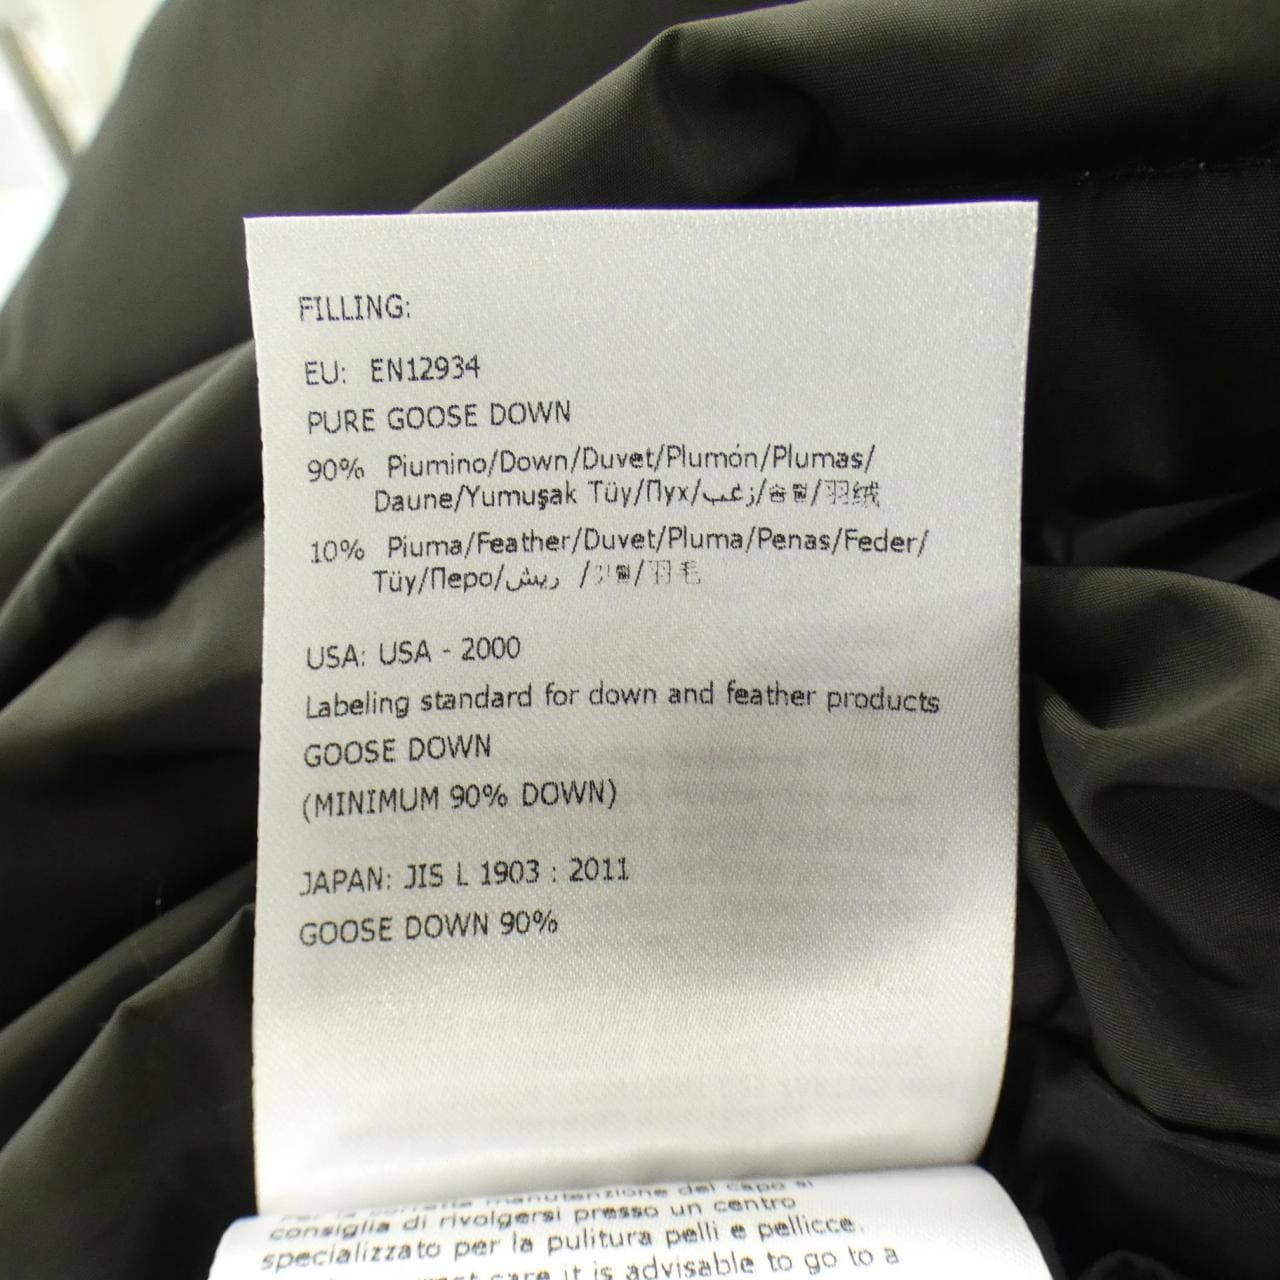 FILLING:
EU: EN12934
PURE GOOSE DOWN
90% Piumino/Down/Duvet/Plumón/Plumas/
Daune/Yumuşak Tüy/Пух/زغب/솜털/羽绒
10% Piuma/Feather/Duvet/Pluma/Penas/Feder/
Tüy/Перо/ريش /깃털/羽毛
USA: USA - 2000
Labeling standard for down and feather products
GOOSE DOWN
(MINIMUM 90% DOWN)
JAPAN: JIS L 1903 : 2011
GOOSE DOWN 90%
manutenzione del capo si
consiglia di rivolgersi presso un centro
specializzato per la pulitura pelli e pellicce.
care it is advisable to go to a